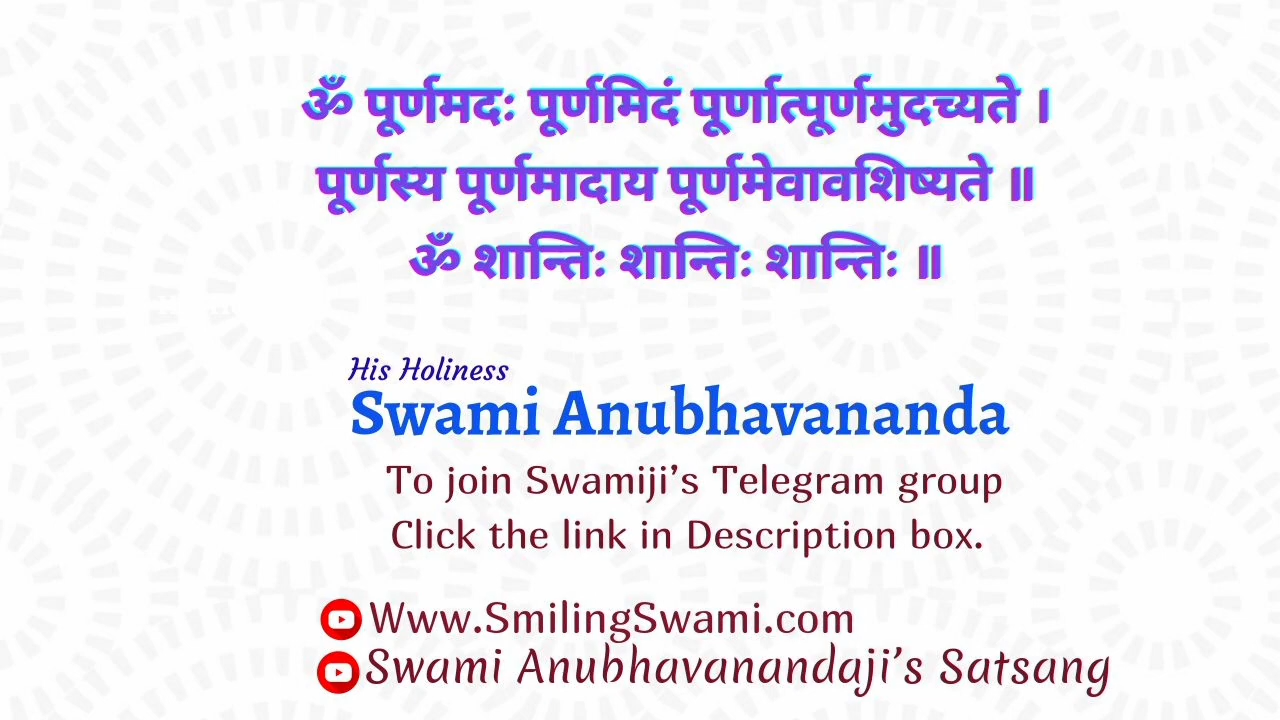 ॐ पूर्णमदः पूर्णमिदं पूर्णात्पूर्णमुदच्यते ।
पूर्णस्य पूर्णमादाय पूर्णमेवावशिष्यते ॥
ॐ शान्तिः शान्तिः शान्तिः ॥
His Holiness
Swami Anubhavananda
To join Swamiji’s Telegram group
Click the link in Description box.
Www.SmilingSwami.com
Swami Anubhavanandaji’s Satsang